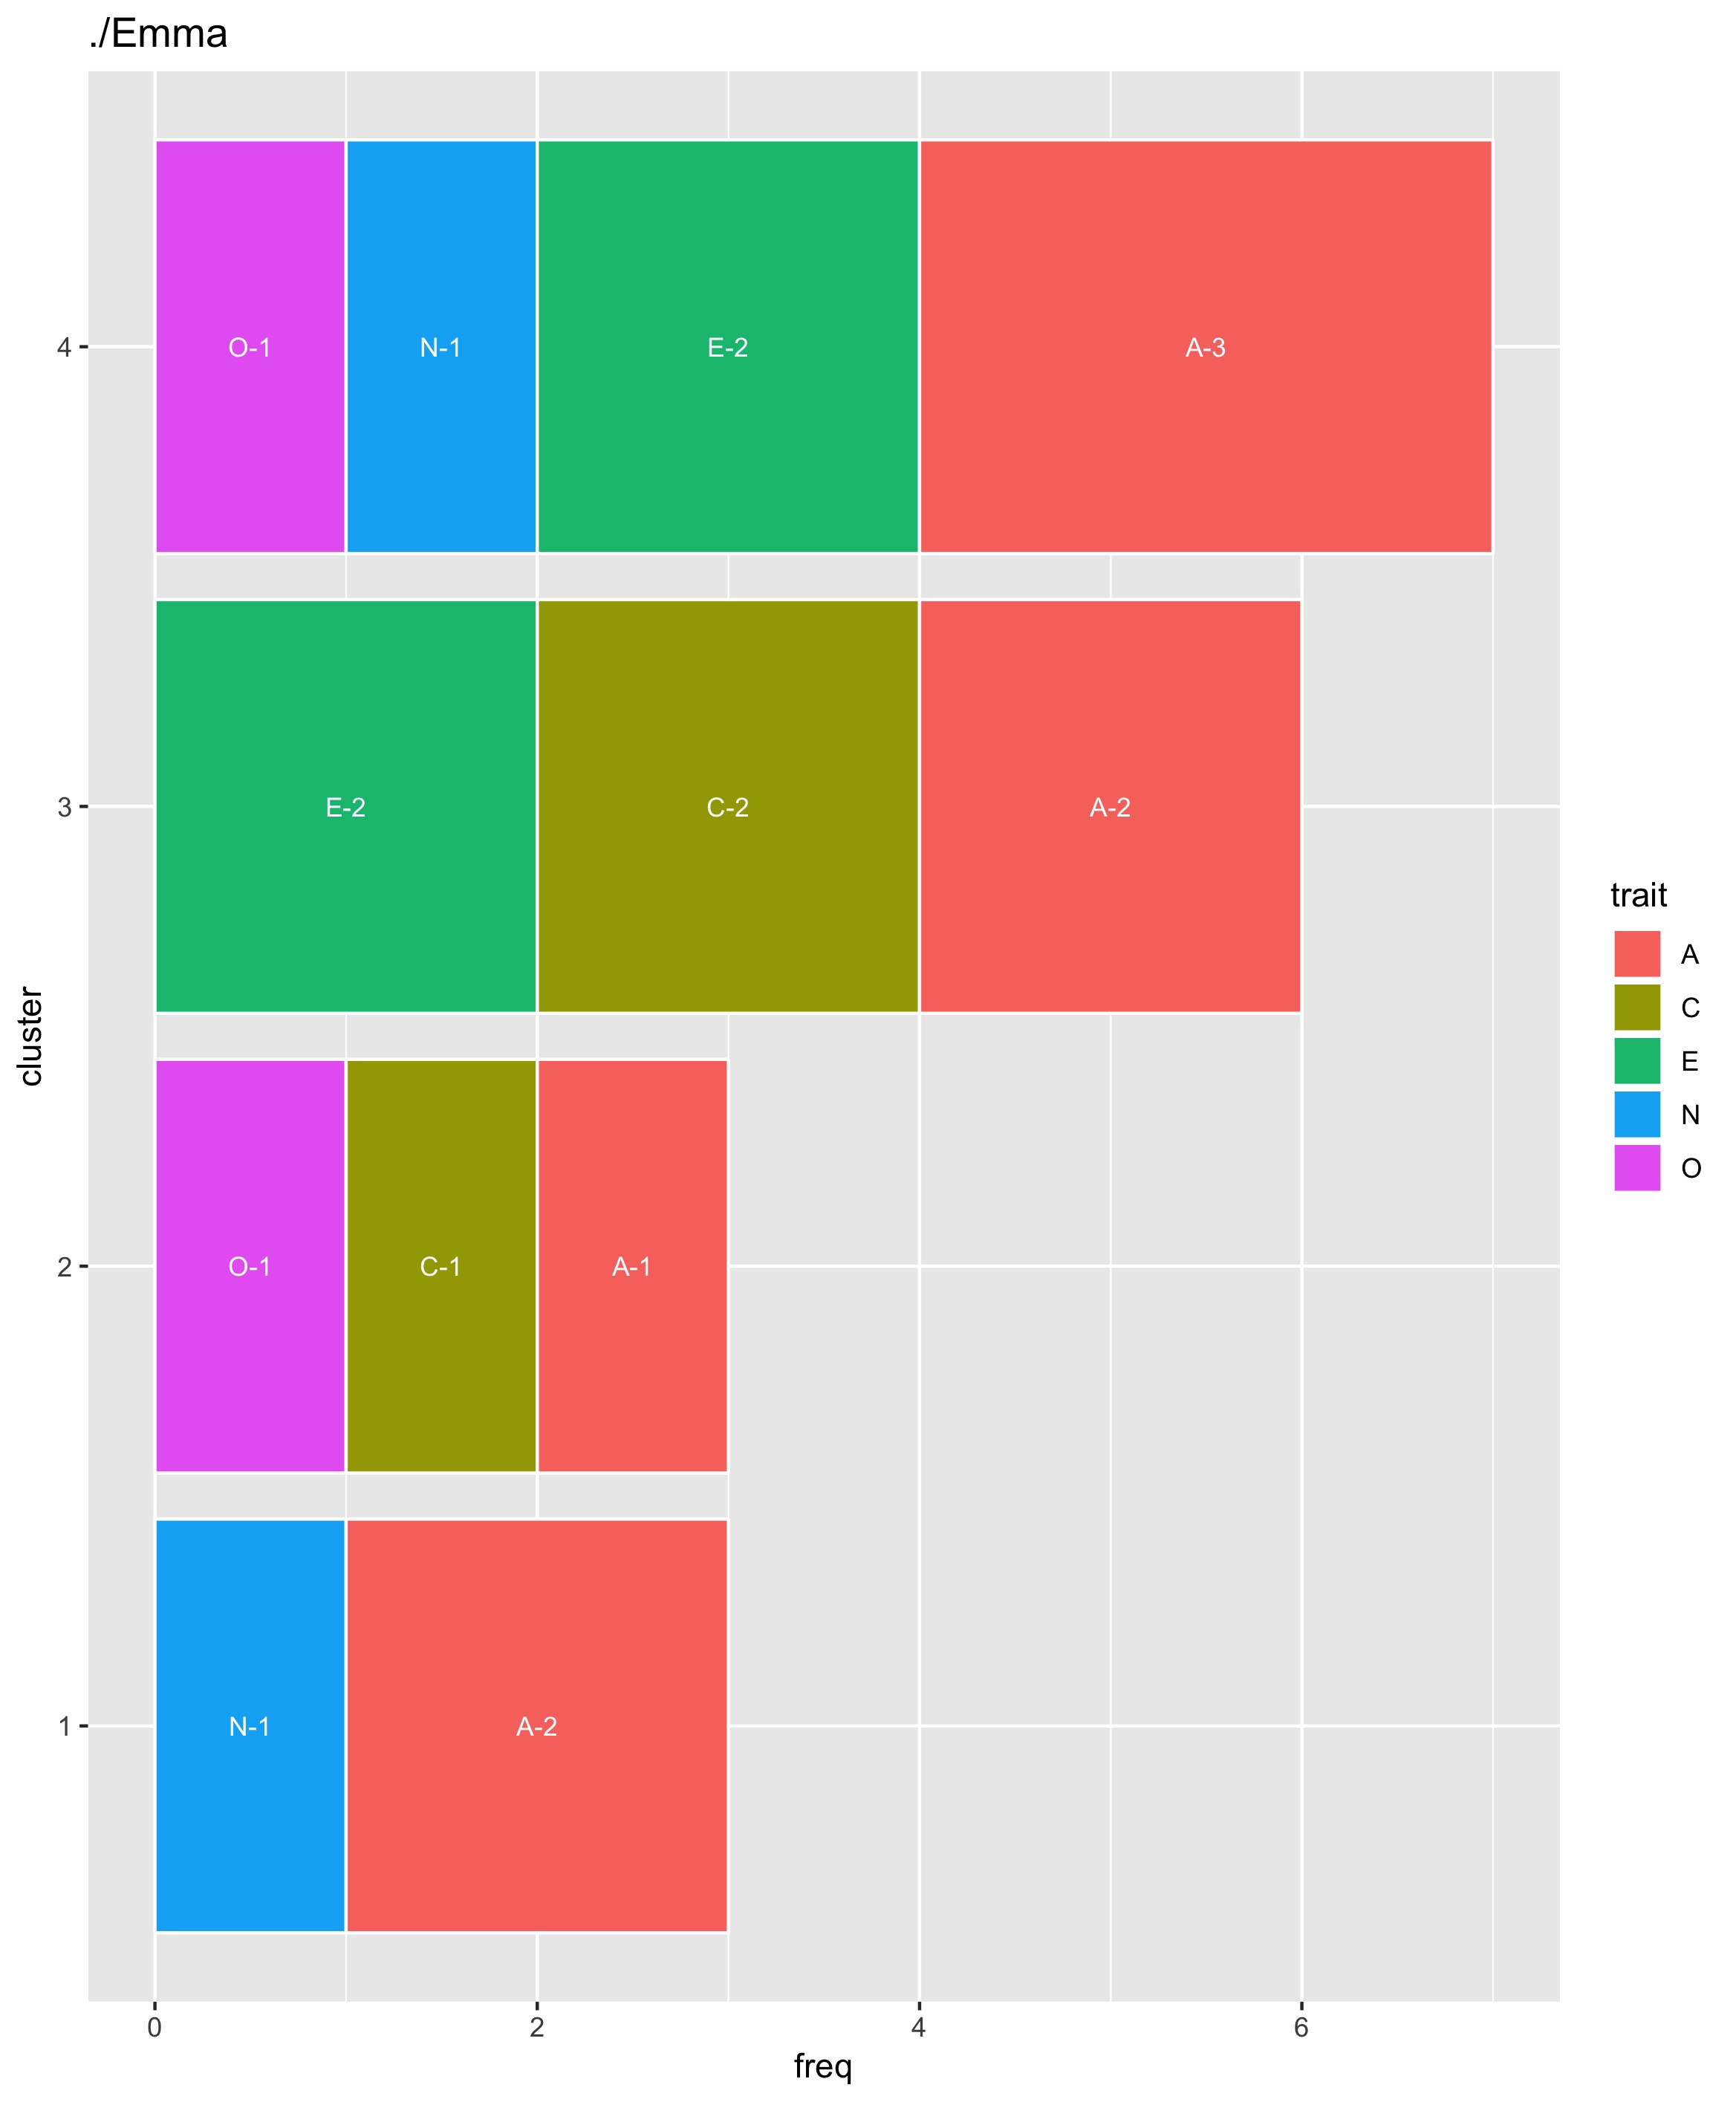 ./Emma
4
O-1 N-1 E-2 A-3
3
E-2 C-2 A-2
2
O-1 C-1 A-1
1
N-1 A-2
cluster
0 2 4 6
freq
trait
A
C
E
N
O